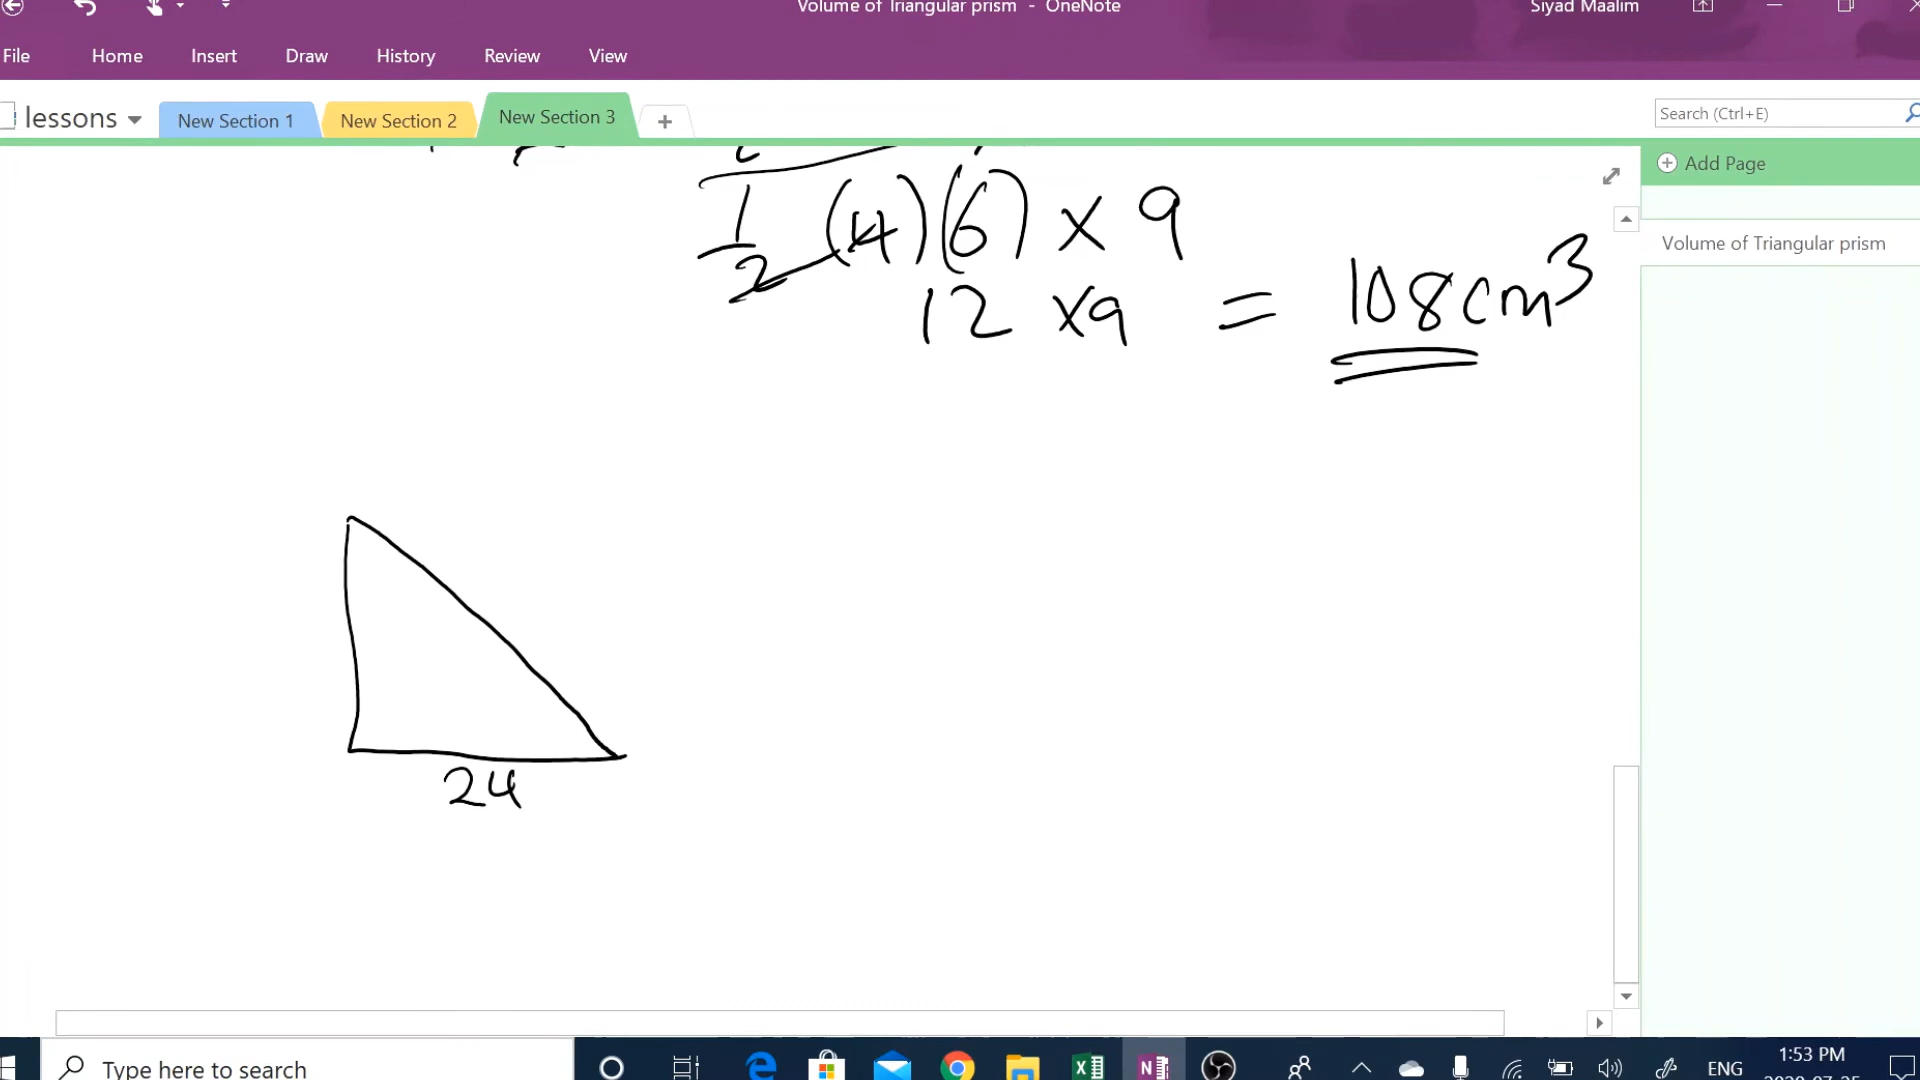 Volume of Triangular prism - OneNote
Siyad Maalim
File Home Insert Draw History Review View
lessons New Section 1 New Section 2 New Section 3 +
Search (Ctrl+E)
Add Page
Volume of Triangular prism
1/2 (4)(6) × 9
12 ×9 = 108cm³
24
Type here to search
ENG
1:53 PM